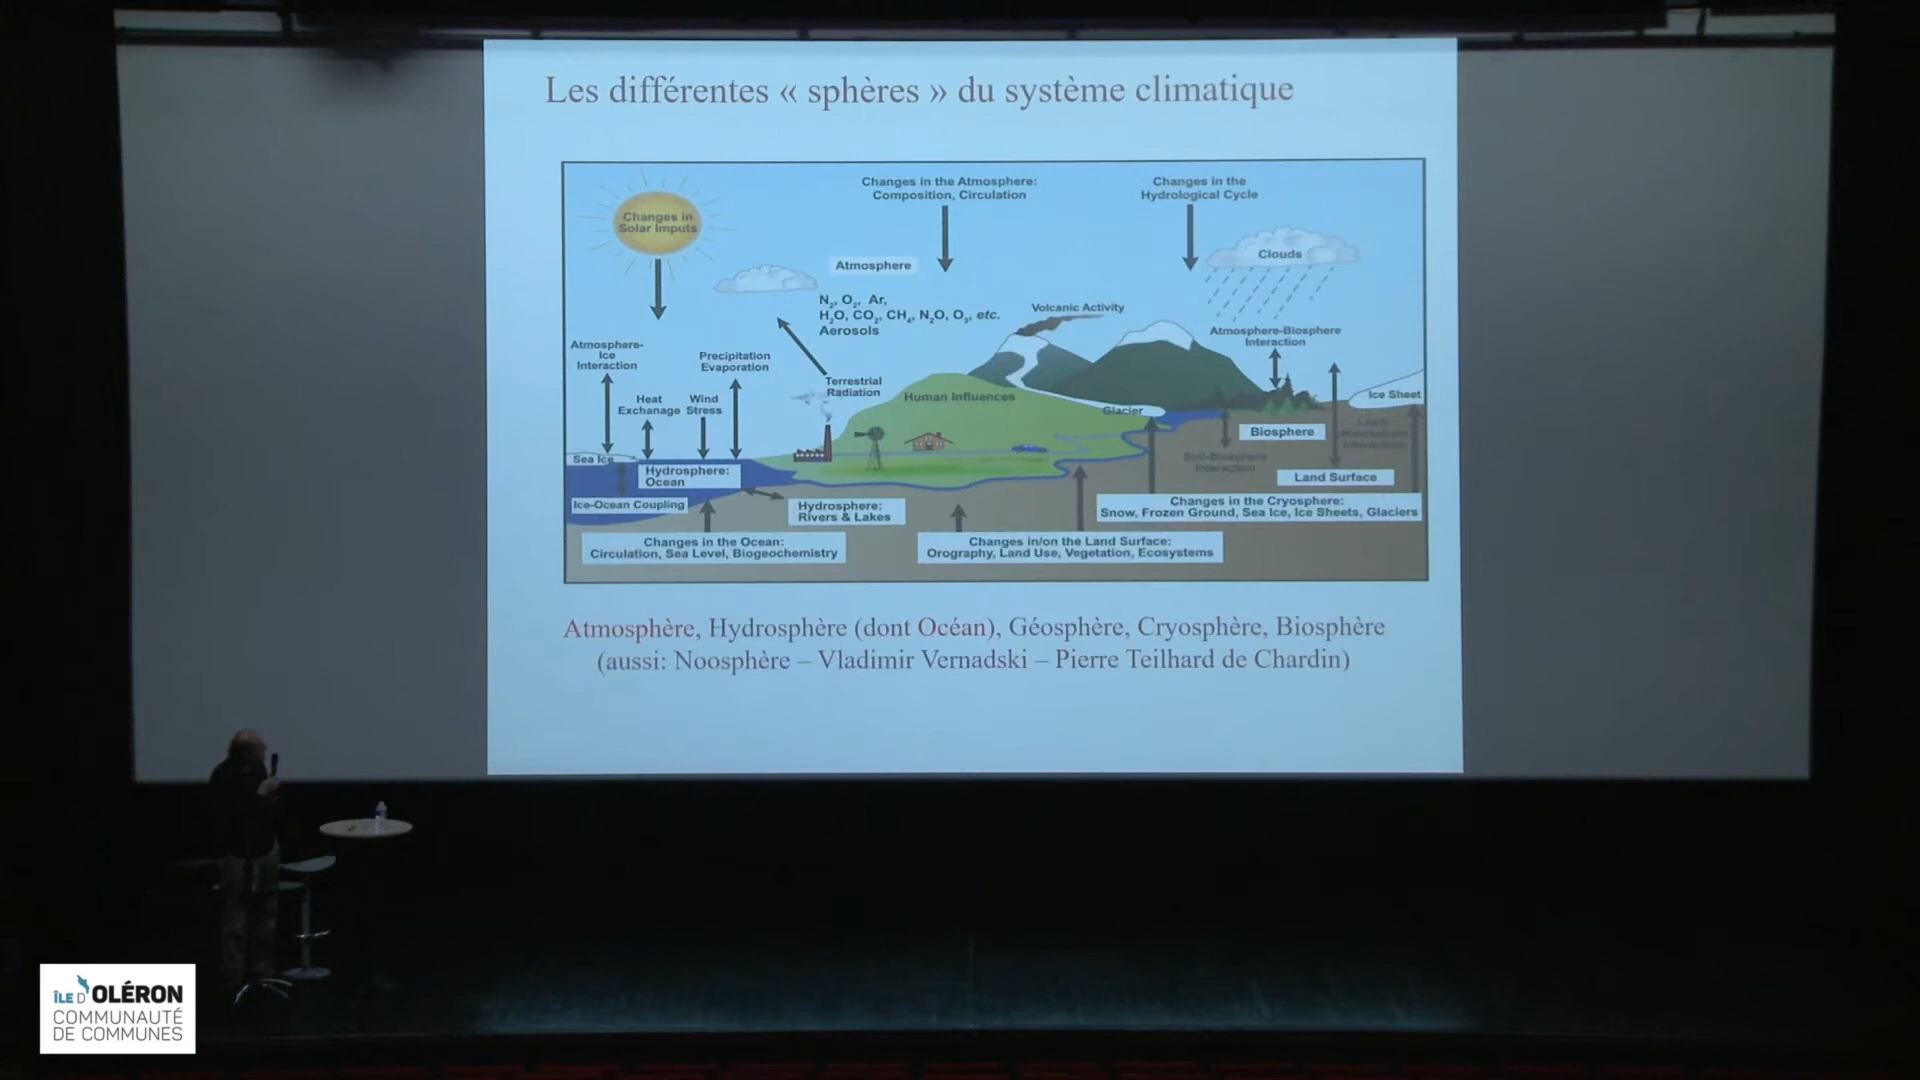 Les différentes « sphères » du système climatique
Changes in the Atmosphere:
Composition, Circulation
Changes in the
Hydrological Cycle
Changes in
Solar Imputs
Clouds
Atmosphere
N₂, O₂, Ar,
H₂O, CO₂, CH₄, N₂O, O₃, etc.
Aerosols
Volcanic Activity
Atmosphere-Biosphere
Interaction
Atmosphere-
Ice
Interaction
Precipitation
Evaporation
Terrestrial
Radiation
Heat
Exchanage
Wind
Stress
Human Influences
Glacier
Ice Sheet
Biosphere
Soil-Biosphere
Interaction
Land Surface
Sea Ice
Hydrosphere:
Ocean
Ice-Ocean Coupling
Hydrosphere:
Rivers & Lakes
Changes in the Cryosphere:
Snow, Frozen Ground, Sea Ice, Ice Sheets, Glaciers
Changes in the Ocean:
Circulation, Sea Level, Biogeochemistry
Changes in/on the Land Surface:
Orography, Land Use, Vegetation, Ecosystems
Atmosphère, Hydrosphère (dont Océan), Géosphère, Cryosphère, Biosphère
(aussi: Noosphère – Vladimir Vernadski – Pierre Teilhard de Chardin)
ÎLE D'OLÉRON
COMMUNAUTÉ
DE COMMUNES